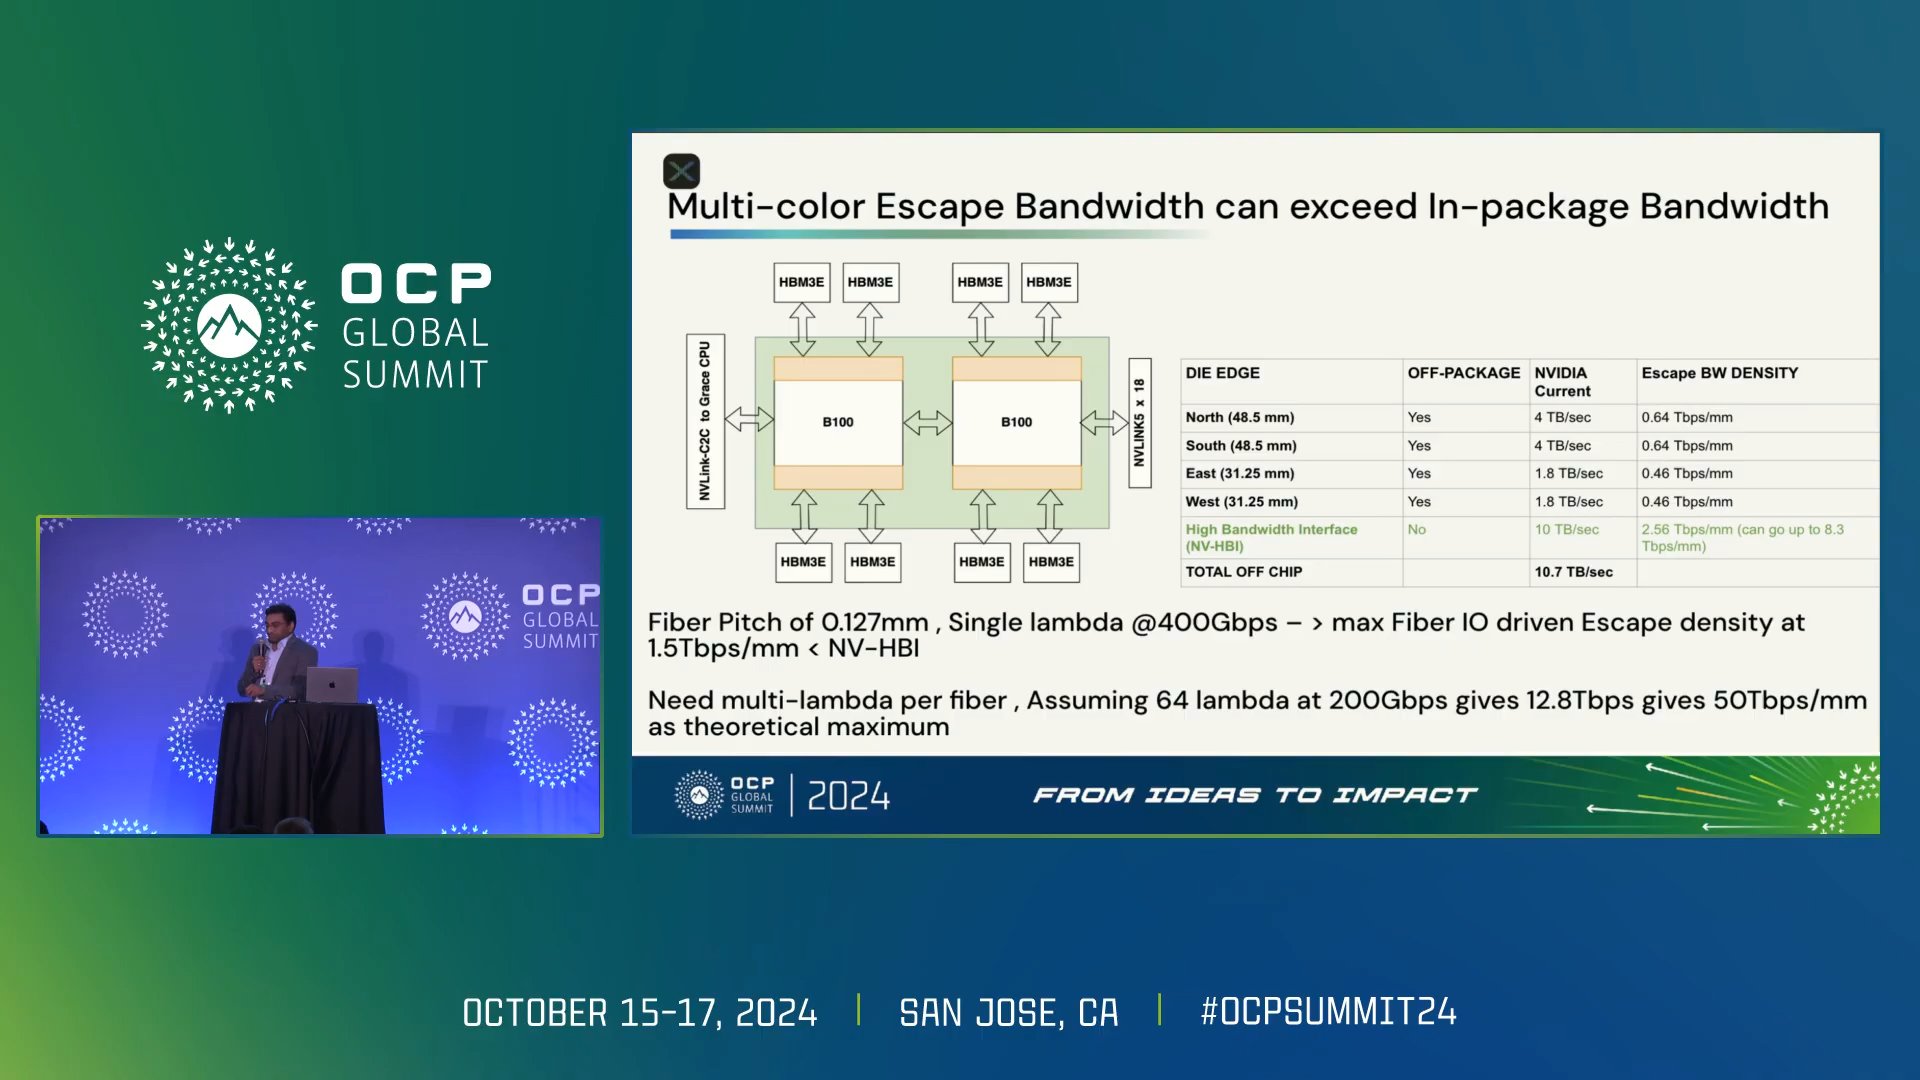 OCP
GLOBAL
SUMMIT
OCP
GLOBAL
SUMMIT
Multi-color Escape Bandwidth can exceed In-package Bandwidth
HBM3E HBM3E HBM3E HBM3E
NVLink-C2C to Grace CPU
B100 B100
NVLINK5 x 18
HBM3E HBM3E HBM3E HBM3E
DIE EDGE OFF-PACKAGE NVIDIA Current Escape BW DENSITY
North (48.5 mm) Yes 4 TB/sec 0.64 Tbps/mm
South (48.5 mm) Yes 4 TB/sec 0.64 Tbps/mm
East (31.25 mm) Yes 1.8 TB/sec 0.46 Tbps/mm
West (31.25 mm) Yes 1.8 TB/sec 0.46 Tbps/mm
High Bandwidth Interface (NV-HBI) No 10 TB/sec 2.56 Tbps/mm (can go up to 8.3 Tbps/mm)
TOTAL OFF CHIP 10.7 TB/sec
Fiber Pitch of 0.127mm , Single lambda @400Gbps – > max Fiber IO driven Escape density at
1.5Tbps/mm < NV-HBI
Need multi-lambda per fiber , Assuming 64 lambda at 200Gbps gives 12.8Tbps gives 50Tbps/mm
as theoretical maximum
OCP
GLOBAL
SUMMIT
2024
FROM IDEAS TO IMPACT
OCTOBER 15-17, 2024 | SAN JOSE, CA | #OCPSUMMIT24